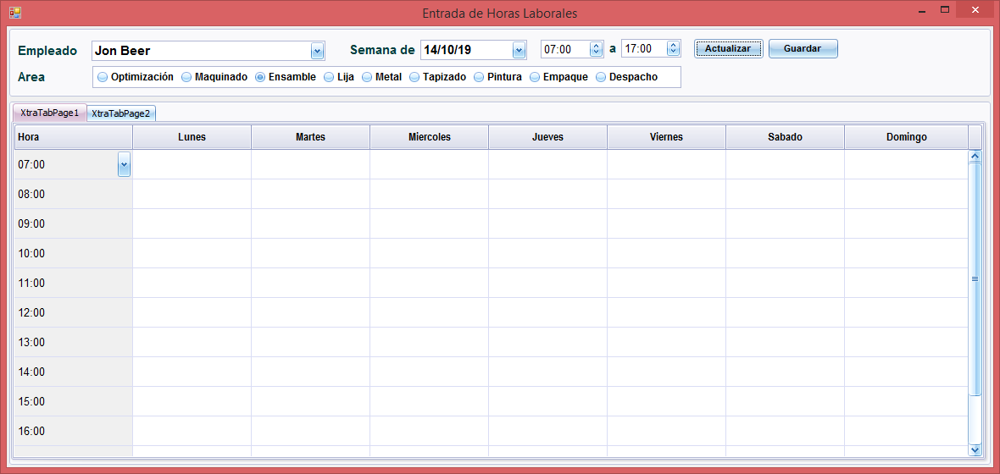 Entrada de Horas Laborales
Empleado Jon Beer Semana de 14/10/19 07:00 a 17:00 Actualizar Guardar
Area Optimización Maquinado Ensamble Lija Metal Tapizado Pintura Empaque Despacho
XtraTabPage1 XtraTabPage2
Hora Lunes Martes Miercoles Jueves Viernes Sabado Domingo
07:00
08:00
09:00
10:00
11:00
12:00
13:00
14:00
15:00
16:00